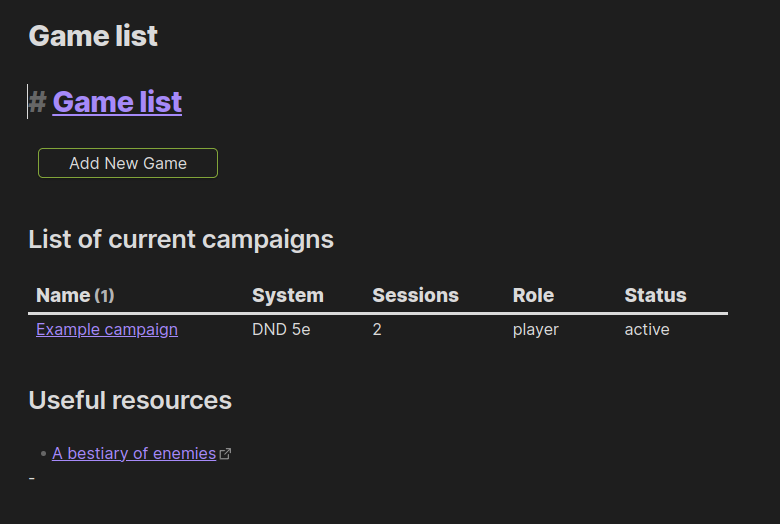 Game list
# Game list
Add New Game
List of current campaigns
Name (1) System Sessions Role Status
Example campaign DND 5e 2 player active
Useful resources
• A bestiary of enemies
-